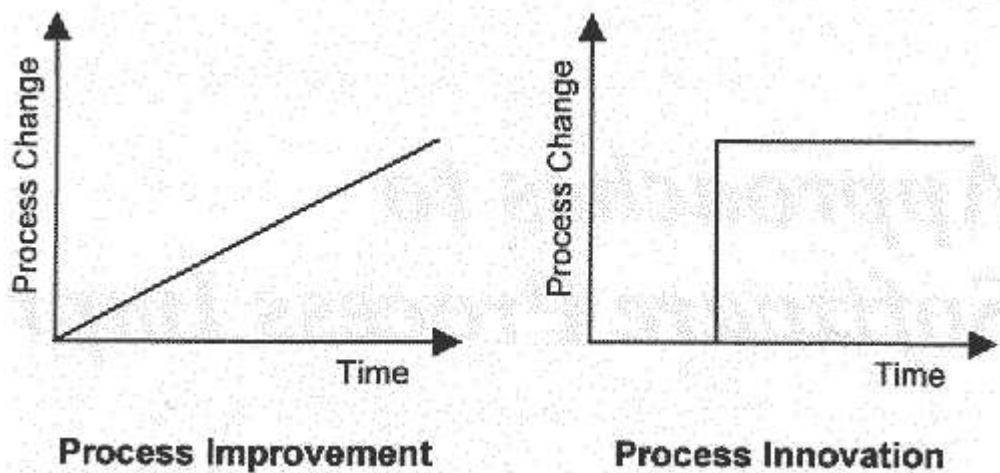 Process Change
Time
Process Improvement
Process Change
Time
Process Innovation